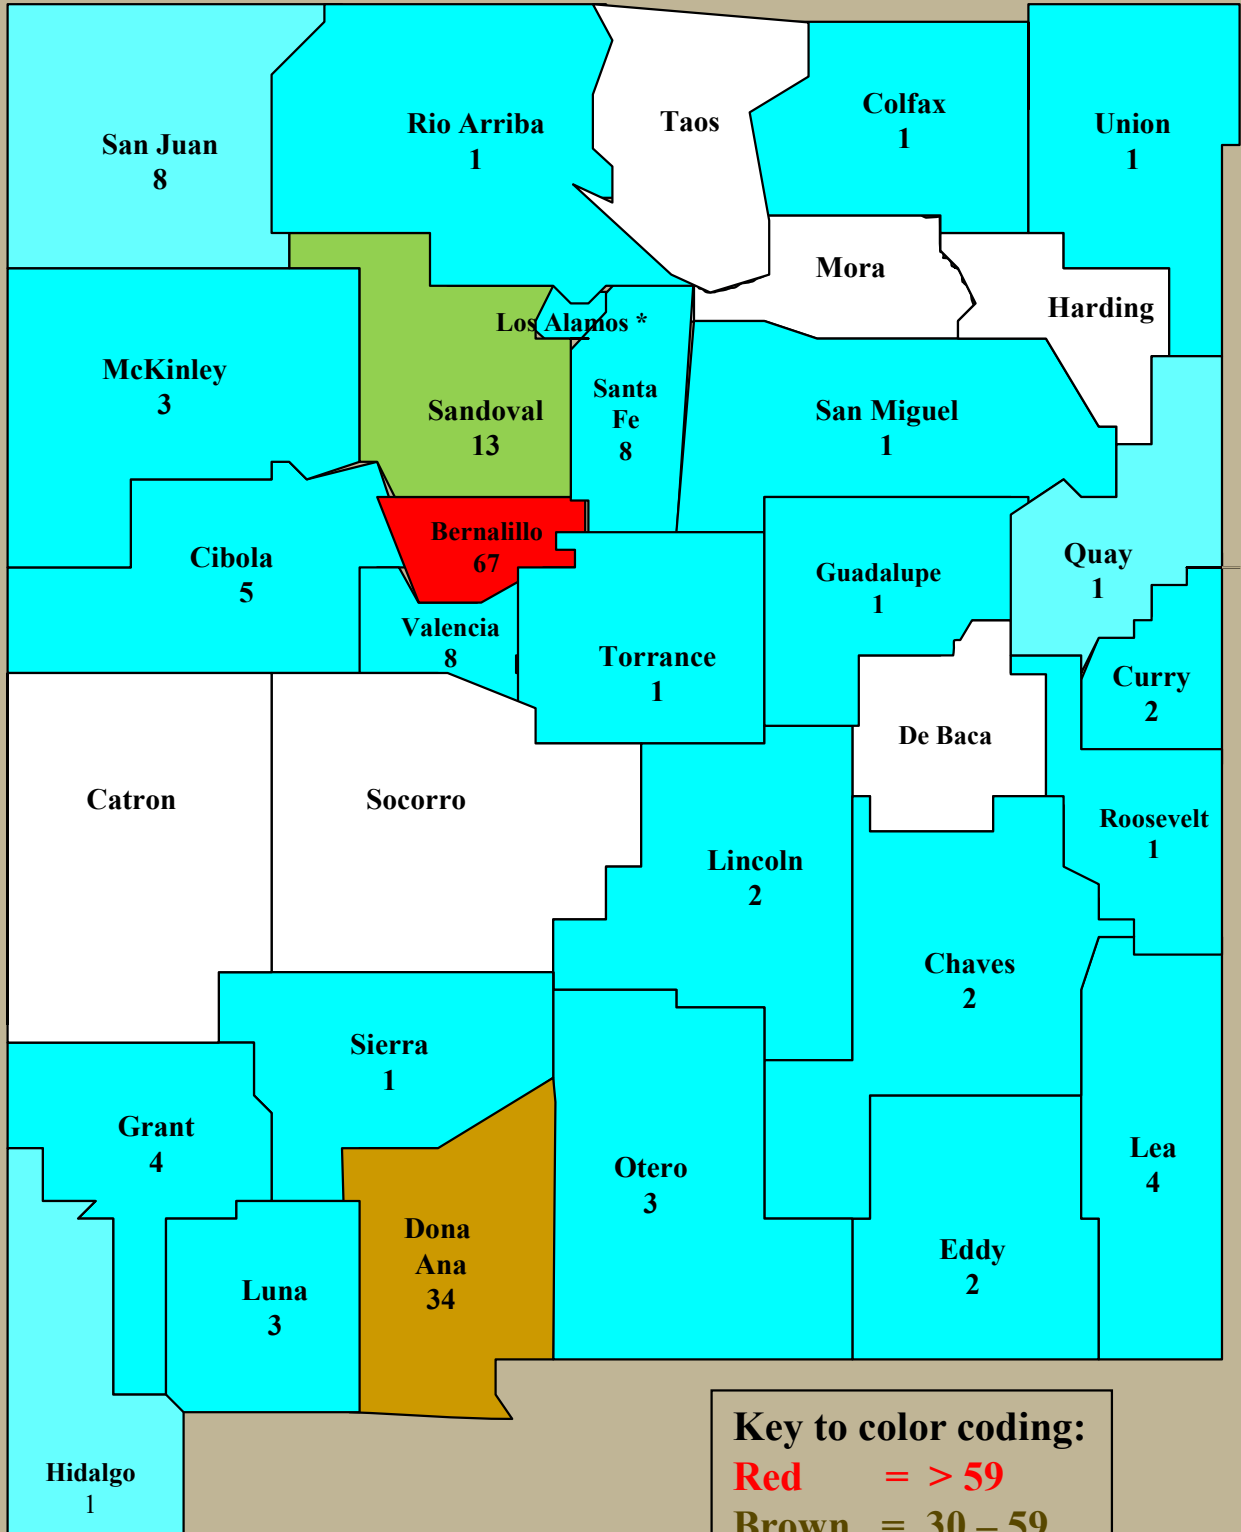 San Juan
8
Rio Arriba
1
Taos
Colfax
1
Union
1
Mora
Harding
McKinley
3
Los Alamos *
Sandoval
13
Santa
Fe
8
San Miguel
1
Bernalillo
67
Cibola
5
Valencia
8
Torrance
1
Guadalupe
1
Quay
1
Curry
2
De Baca
Catron
Socorro
Lincoln
2
Roosevelt
1
Chaves
2
Sierra
1
Grant
4
Dona
Ana
34
Otero
3
Lea
4
Eddy
2
Luna
3
Hidalgo
1
Key to color coding:
Red = > 59
Brown = 30 – 59